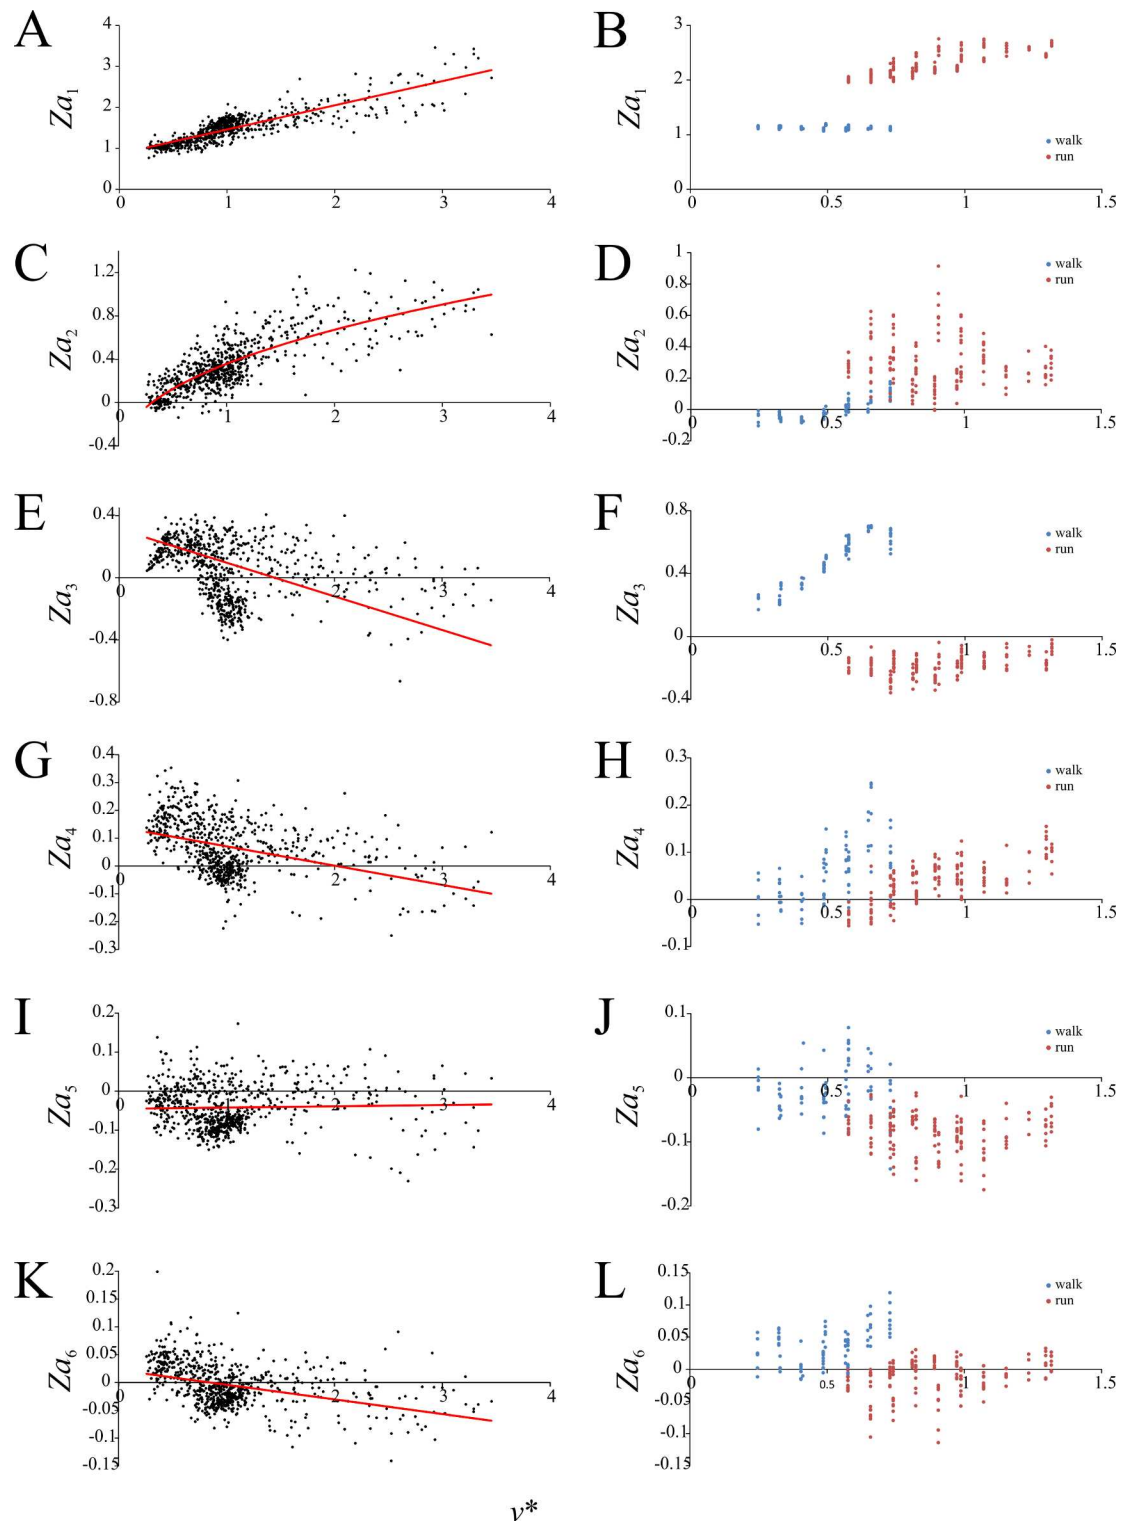 A
4
3
2
1
0
Za1
0 1 2 3 4
B
3
2
1
0
Za1
0 0.5 1 1.5
walk
run
C
1.2
0.8
0.4
0
-0.4
Za2
0 1 2 3 4
D
1
0.8
0.6
0.4
0.2
0
-0.2
Za2
0 0.5 1 1.5
walk
run
E
0.4
0
-0.4
-0.8
Za3
0 1 2 3 4
F
0.8
0.4
0
-0.4
Za3
0 0.5 1 1.5
walk
run
G
0.4
0.3
0.2
0.1
0
-0.1
-0.2
-0.3
Za4
0 1 2 3 4
H
0.3
0.2
0.1
0
-0.1
Za4
0 0.5 1 1.5
walk
run
I
0.2
0.1
0
-0.1
-0.2
-0.3
Za5
0 1 2 3 4
J
0.1
0
-0.1
-0.2
Za5
0 0.5 1 1.5
walk
run
K
0.2
0.15
0.1
0.05
0
-0.05
-0.1
-0.15
Za6
0 1 2 3 4
L
0.15
0.1
0.05
0
-0.05
-0.1
-0.15
Za6
0 0.5 1 1.5
walk
run
v*